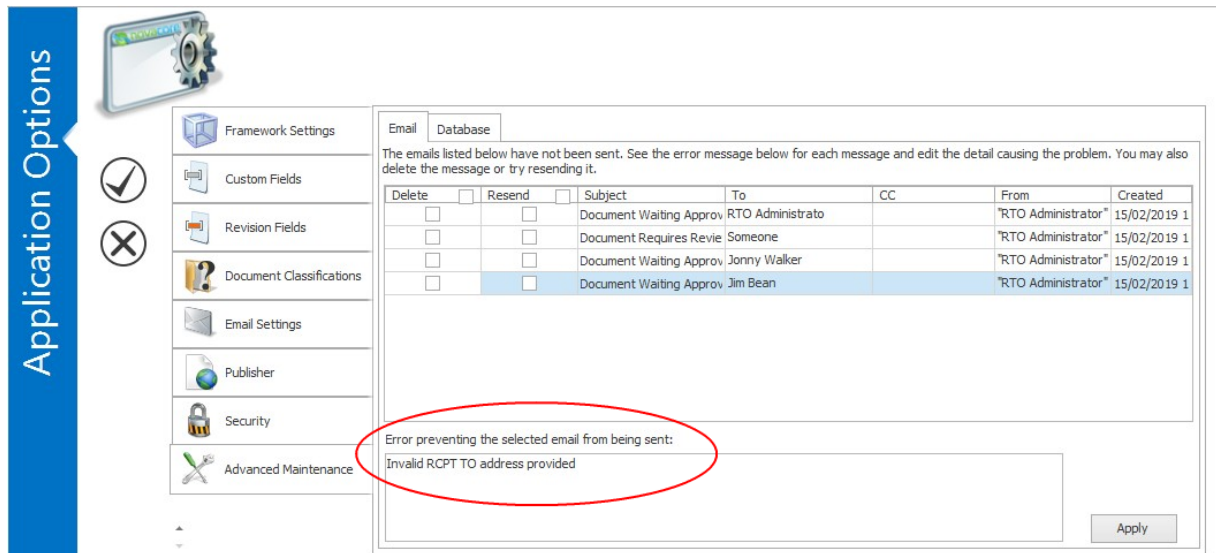 Application Options
Framework Settings
Custom Fields
Revision Fields
Document Classifications
Email Settings
Publisher
Security
Advanced Maintenance
Email Database
The emails listed below have not been sent. See the error message below for each message and edit the detail causing the problem. You may also
delete the message or try resending it.
Delete Resend Subject To CC From Created
Document Waiting Approv RTO Administrato "RTO Administrator" 15/02/2019 1
Document Requires Revie Someone "RTO Administrator" 15/02/2019 1
Document Waiting Approv Jonny Walker "RTO Administrator" 15/02/2019 1
Document Waiting Approv Jim Bean "RTO Administrator" 15/02/2019 1
Error preventing the selected email from being sent:
Invalid RCPT TO address provided
Apply